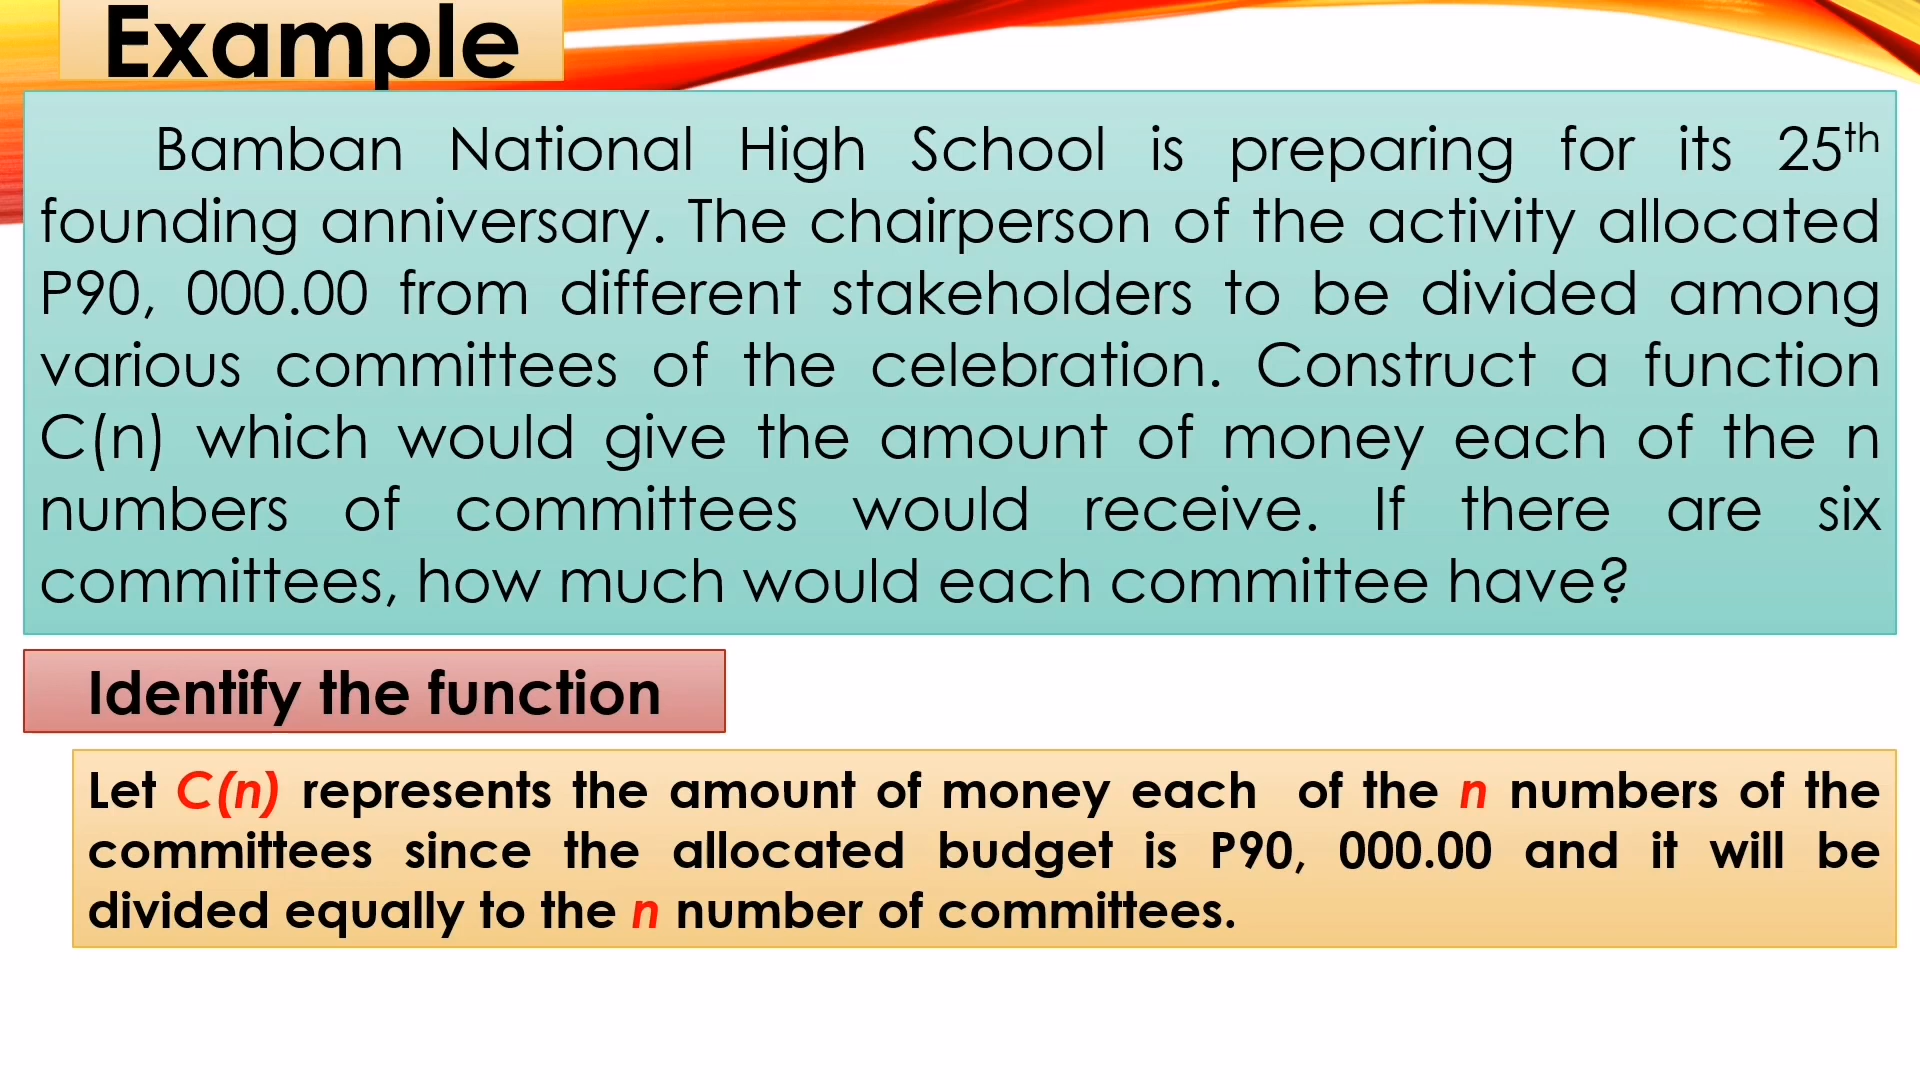 Example
Bamban National High School is preparing for its 25th
founding anniversary. The chairperson of the activity allocated
P90, 000.00 from different stakeholders to be divided among
various committees of the celebration. Construct a function
C(n) which would give the amount of money each of the n
numbers of committees would receive. If there are six
committees, how much would each committee have?
Identify the function
Let C(n) represents the amount of money each of the n numbers of the
committees since the allocated budget is P90, 000.00 and it will be
divided equally to the n number of committees.